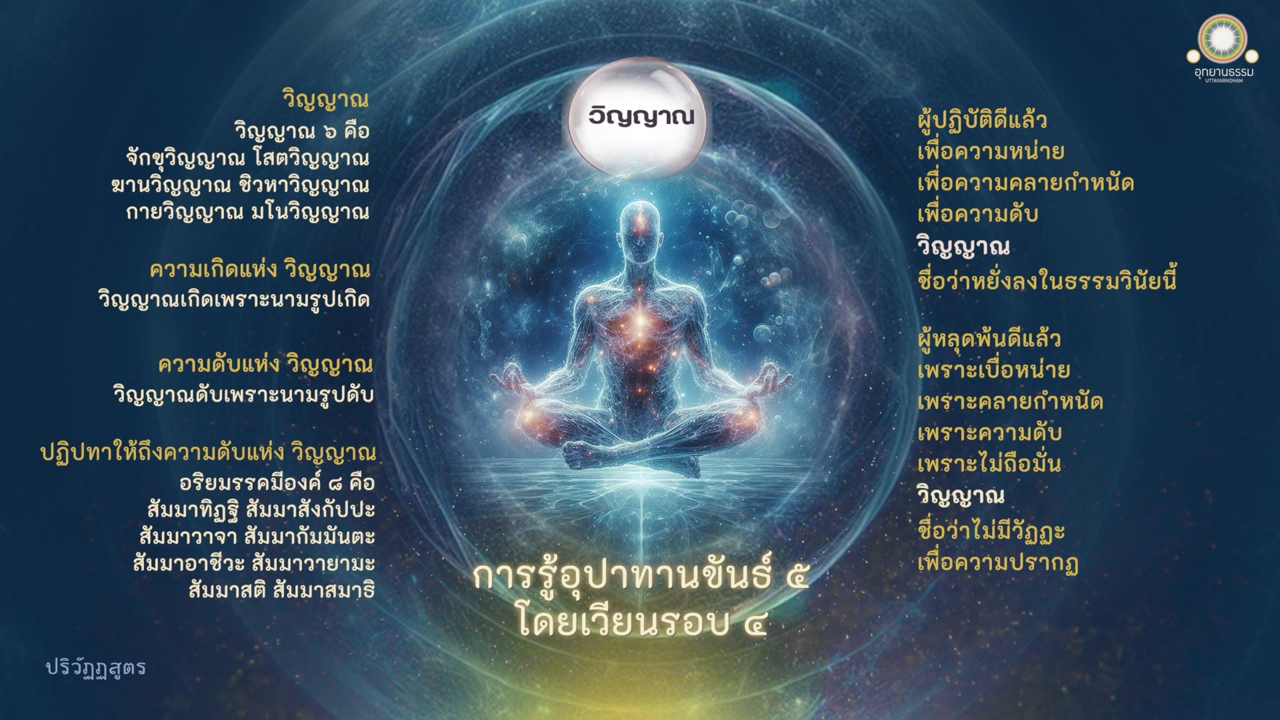 อุทยานธรรม
UTTAYARNDHAM
วิญญาณ
วิญญาณ
วิญญาณ ๖ คือ
จักขุวิญญาณ โสตวิญญาณ
ฆานวิญญาณ ชิวหาวิญญาณ
กายวิญญาณ มโนวิญญาณ
ความเกิดแห่ง วิญญาณ
วิญญาณเกิดเพราะนามรูปเกิด
ความดับแห่ง วิญญาณ
วิญญาณดับเพราะนามรูปดับ
ปฏิปทาให้ถึงความดับแห่ง วิญญาณ
อริยมรรคมีองค์ ๘ คือ
สัมมาทิฏฐิ สัมมาสังกัปปะ
สัมมาวาจา สัมมากัมมันตะ
สัมมาอาชีวะ สัมมาวายามะ
สัมมาสติ สัมมาสมาธิ
ผู้ปฏิบัติดีแล้ว
เพื่อความหน่าย
เพื่อความคลายกำหนัด
เพื่อความดับ
วิญญาณ
ชื่อว่าหยั่งลงในธรรมวินัยนี้
ผู้หลุดพ้นดีแล้ว
เพราะเบื่อหน่าย
เพราะคลายกำหนัด
เพราะความดับ
เพราะไม่ถือมั่น
วิญญาณ
ชื่อว่าไม่มีวัฏฏะ
เพื่อความปรากฏ
การรู้อุปาทานขันธ์ ๕
โดยเวียนรอบ ๔
ปริวัฏฏสูตร